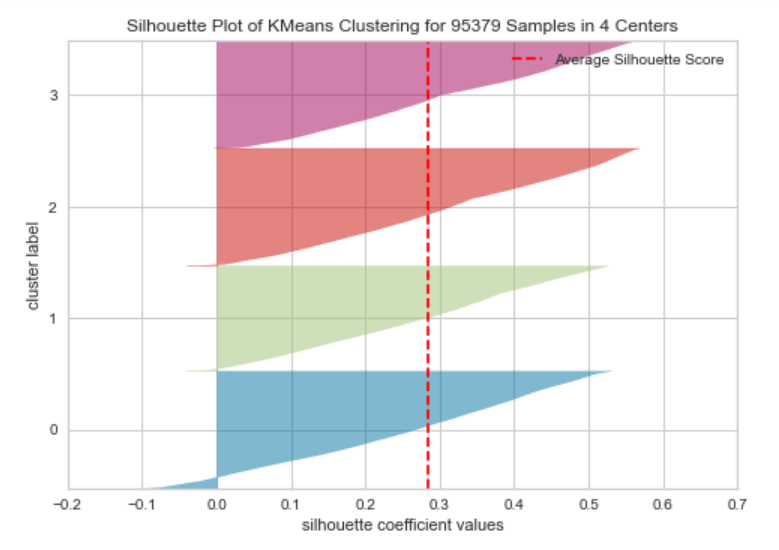 Silhouette Plot of KMeans Clustering for 95379 Samples in 4 Centers
Average Silhouette Score
3
2
1
0
cluster label
−0.2 −0.1 0.0 0.1 0.2 0.3 0.4 0.5 0.6 0.7
silhouette coefficient values